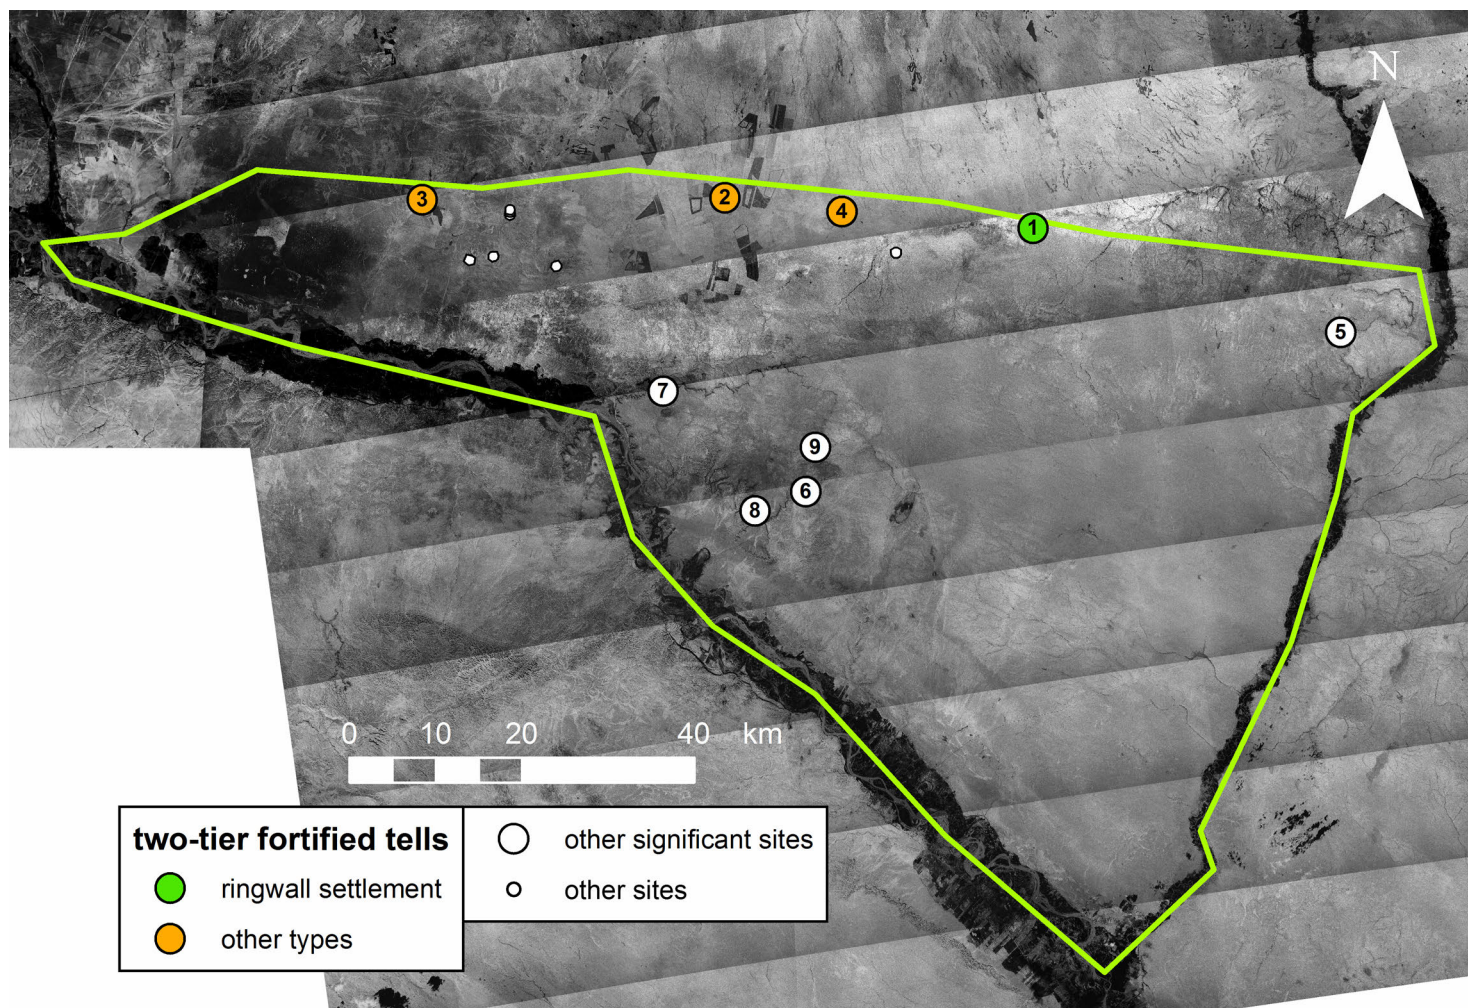 N
3
2
4
1
5
7
9
6
8
0 10 20 40 km
two-tier fortified tells
ringwall settlement
other types
other significant sites
other sites